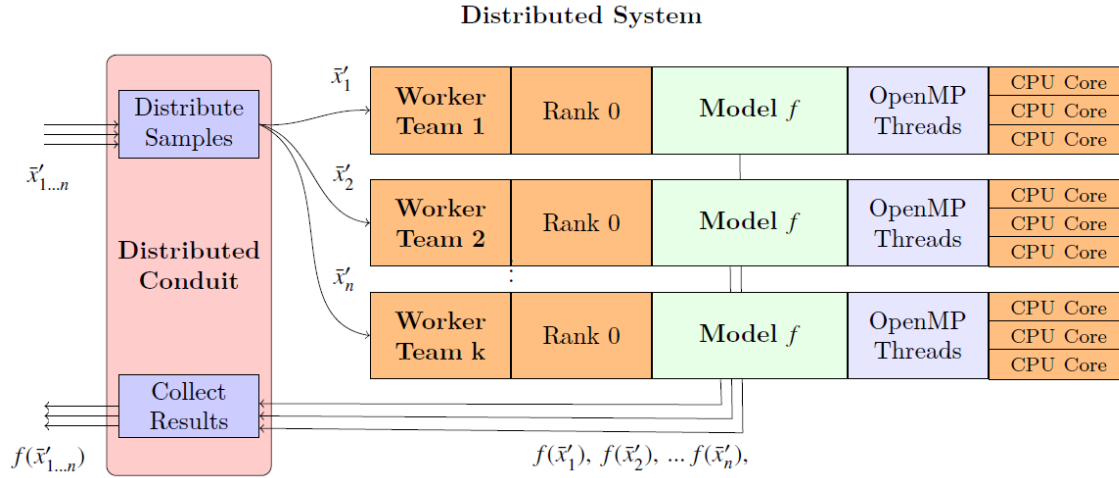 Distributed System
Distribute
Samples
x̄′1...n
Distributed
Conduit
Collect
Results
f(x̄′1...n)
x̄′1
Worker
Team 1
Rank 0
Model f
OpenMP
Threads
CPU Core
CPU Core
CPU Core
x̄′2
Worker
Team 2
Rank 0
Model f
OpenMP
Threads
CPU Core
CPU Core
CPU Core
⋮
x̄′n
Worker
Team k
Rank 0
Model f
OpenMP
Threads
CPU Core
CPU Core
CPU Core
f(x̄′1), f(x̄′2), ... f(x̄′n),